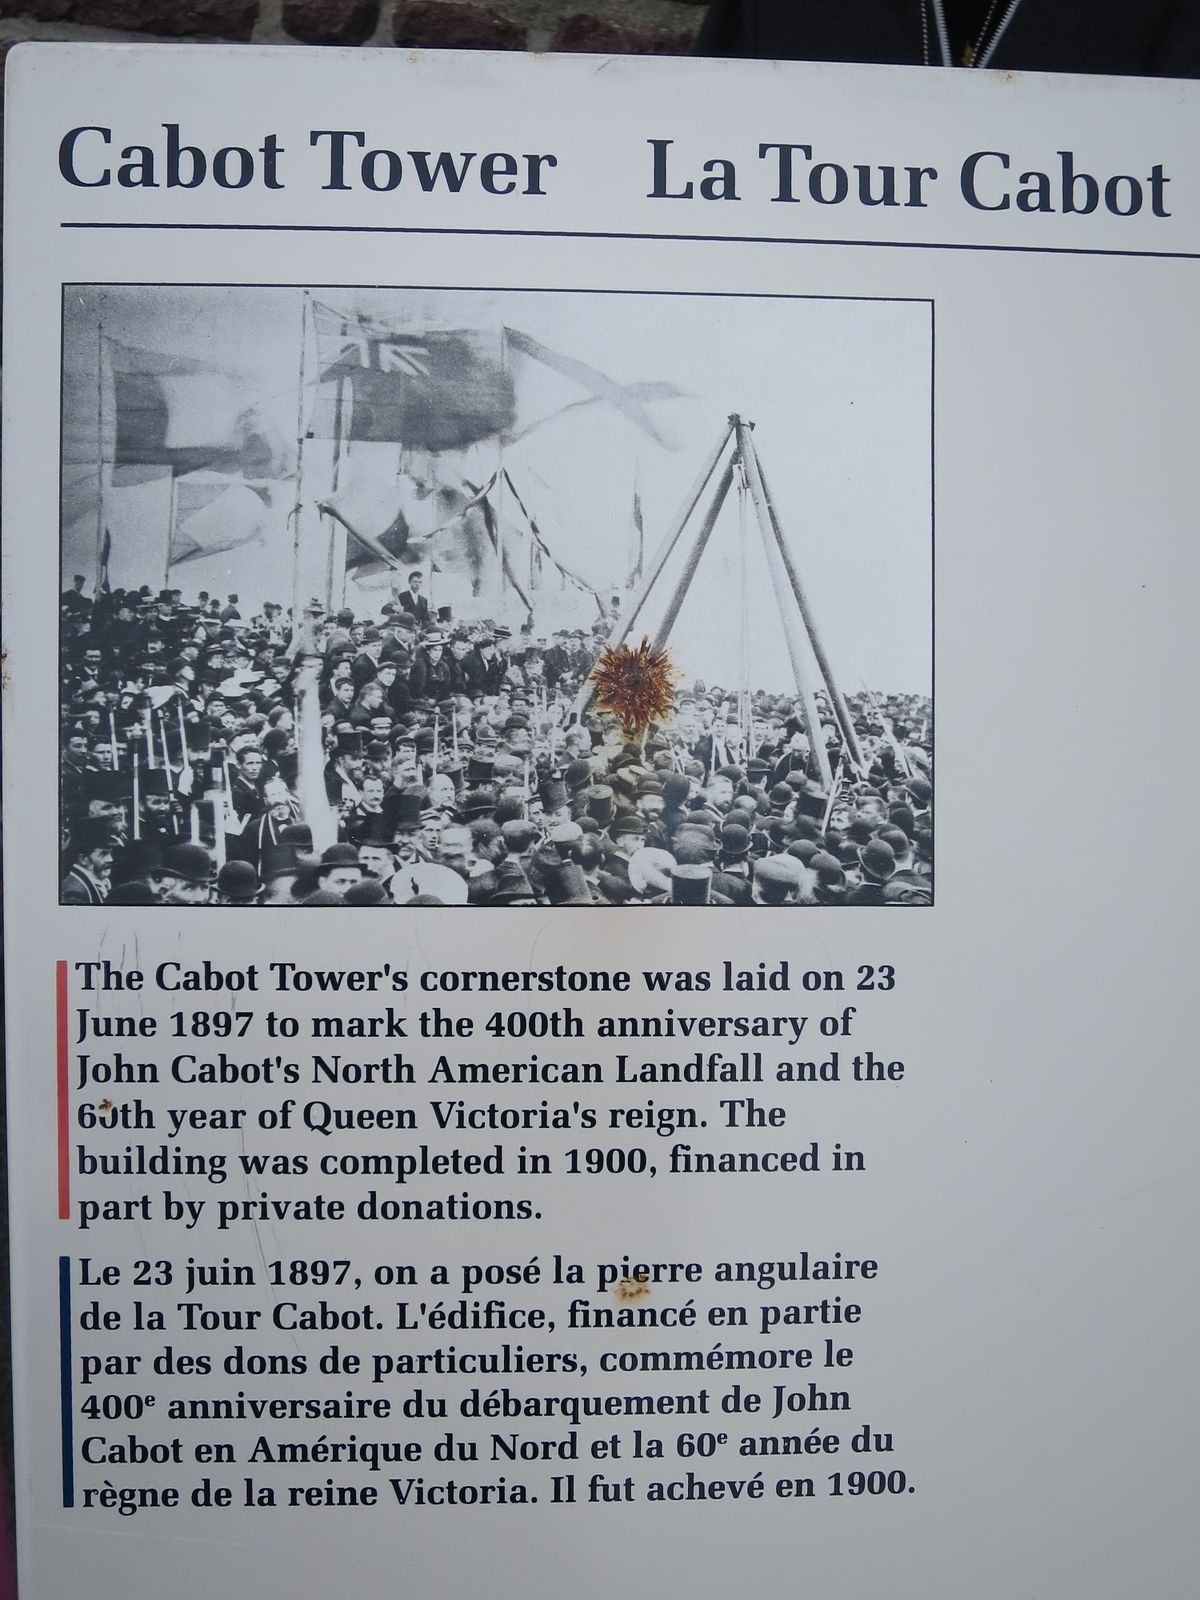 Cabot Tower La Tour Cabot
The Cabot Tower's cornerstone was laid on 23
June 1897 to mark the 400th anniversary of
John Cabot's North American Landfall and the
60th year of Queen Victoria's reign. The
building was completed in 1900, financed in
part by private donations.
Le 23 juin 1897, on a posé la pierre angulaire
de la Tour Cabot. L'édifice, financé en partie
par des dons de particuliers, commémore le
400e anniversaire du débarquement de John
Cabot en Amérique du Nord et la 60e année du
règne de la reine Victoria. Il fut achevé en 1900.